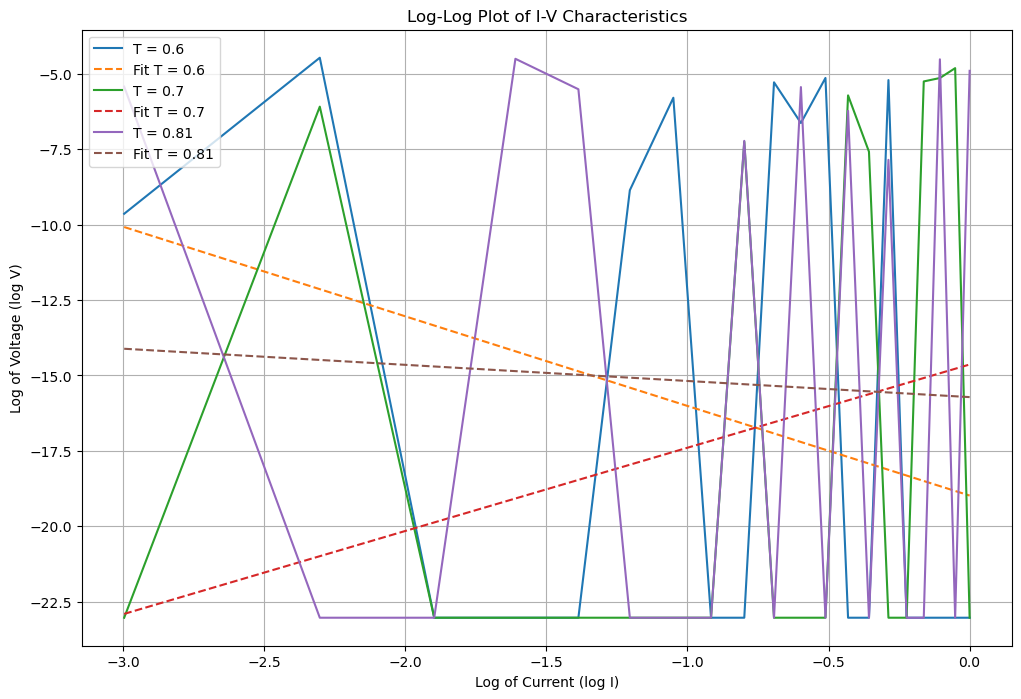 Log-Log Plot of I-V Characteristics
T = 0.6
Fit T = 0.6
T = 0.7
Fit T = 0.7
T = 0.81
Fit T = 0.81
Log of Voltage (log V)
−5.0
−7.5
−10.0
−12.5
−15.0
−17.5
−20.0
−22.5
−3.0 −2.5 −2.0 −1.5 −1.0 −0.5 0.0
Log of Current (log I)